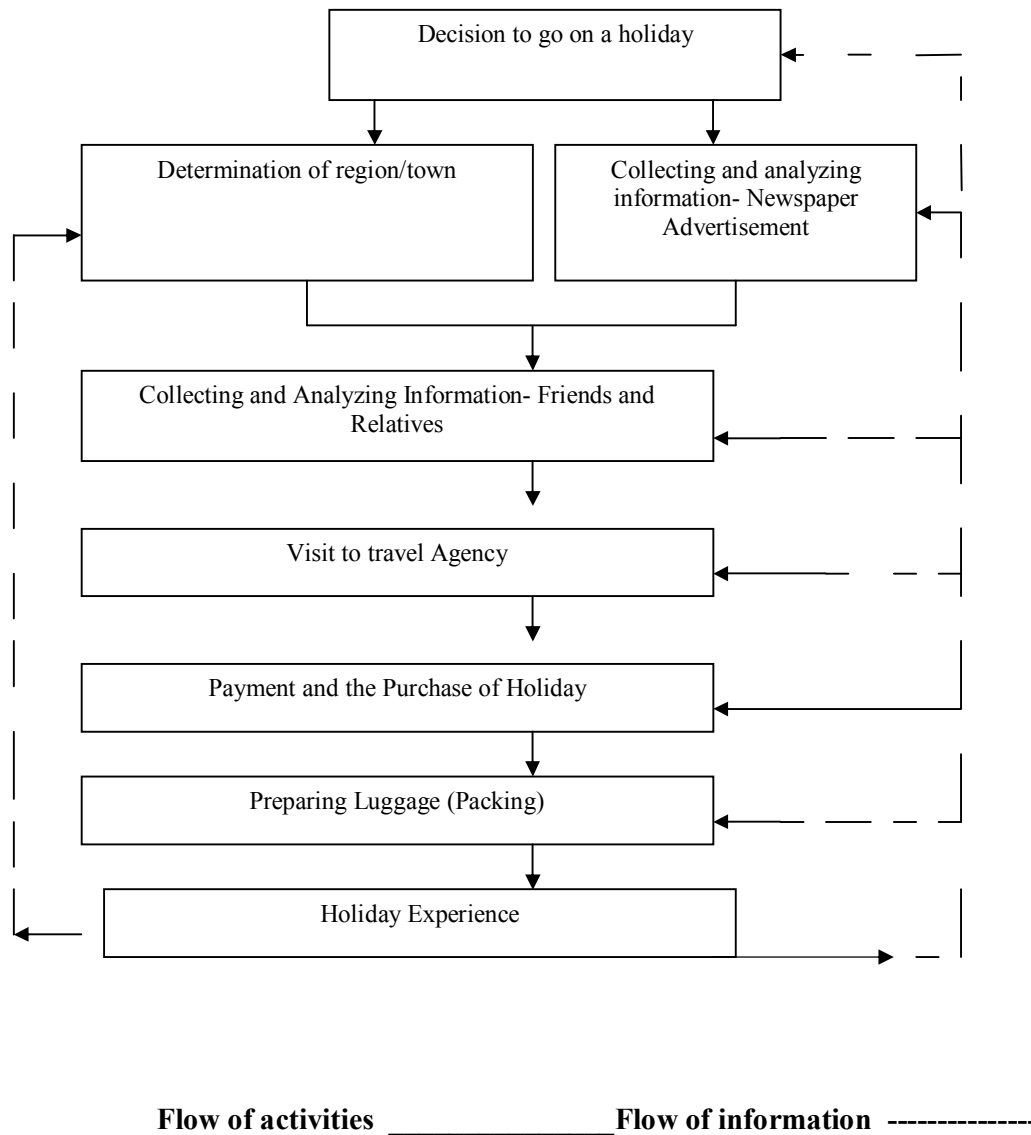 Decision to go on a holiday
Determination of region/town
Collecting and analyzing
information- Newspaper
Advertisement
Collecting and Analyzing Information- Friends and
Relatives
Visit to travel Agency
Payment and the Purchase of Holiday
Preparing Luggage (Packing)
Holiday Experience
Flow of activities ________________Flow of information ---------------